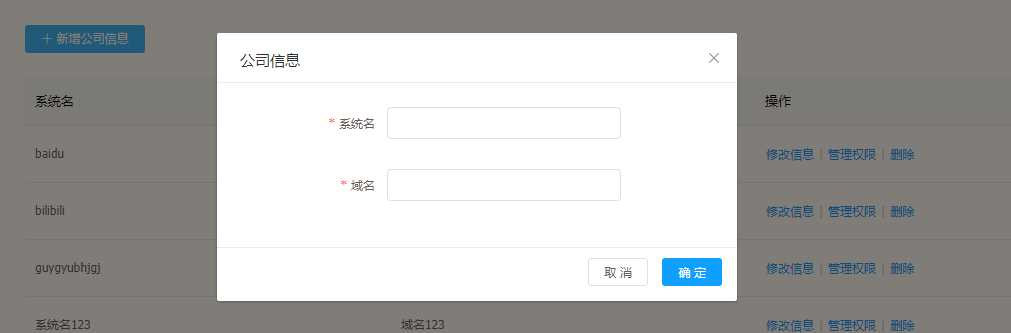 + 新增公司信息
公司信息
系统名 操作
* 系统名
baidu 修改信息 | 管理权限 | 删除
* 域名
bilibili 修改信息 | 管理权限 | 删除
guygyubhjgj 修改信息 | 管理权限 | 删除
取 消 确 定
系统名123 域名123 修改信息 | 管理权限 | 删除